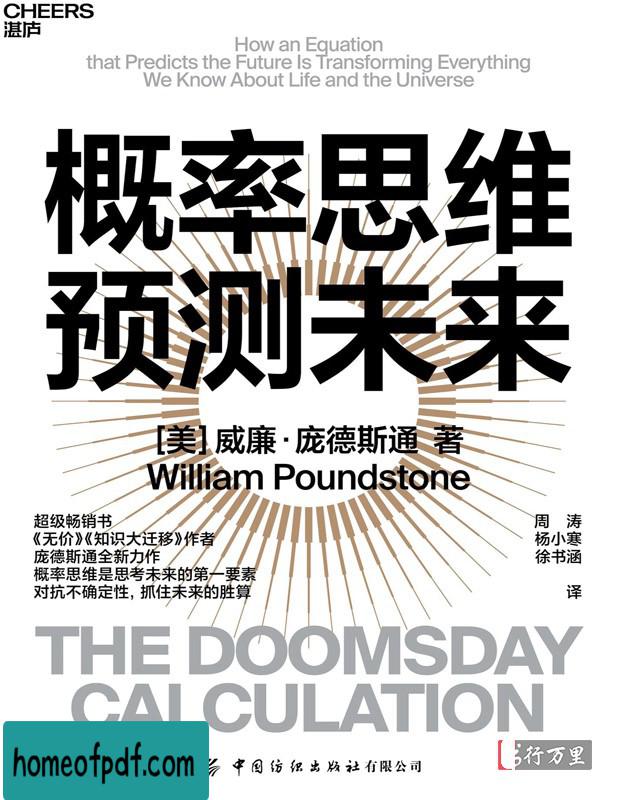 CHEERS
湛庐
How an Equation
that Predicts the Future Is Transforming Everything
We Know About Life and the Universe
概率思维
预测未来
[美] 威廉·庞德斯通 著
William Poundstone
超级畅销书
《无价》《知识大迁移》作者
庞德斯通全新力作
概率思维是思考未来的第一要素
对抗不确定性，抓住未来的胜算
周 涛
杨小寒
徐书涵
译
THE DOOMSDAY
CALCULATION
homeofpdf.com
中国纺织出版社有限公司
行万里